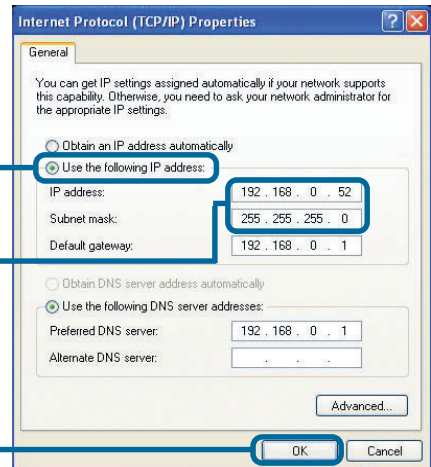 Internet Protocol (TCP/IP) Properties
General
You can get IP settings assigned automatically if your network supports
this capability. Otherwise, you need to ask your network administrator for
the appropriate IP settings.
Obtain an IP address automatically
Use the following IP address:
IP address: 192 . 168 . 0 . 52
Subnet mask: 255 . 255 . 255 . 0
Default gateway: 192 . 168 . 0 . 1
Obtain DNS server address automatically
Use the following DNS server addresses:
Preferred DNS server: 192 . 168 . 0 . 1
Alternate DNS server: . . .
Advanced...
OK Cancel